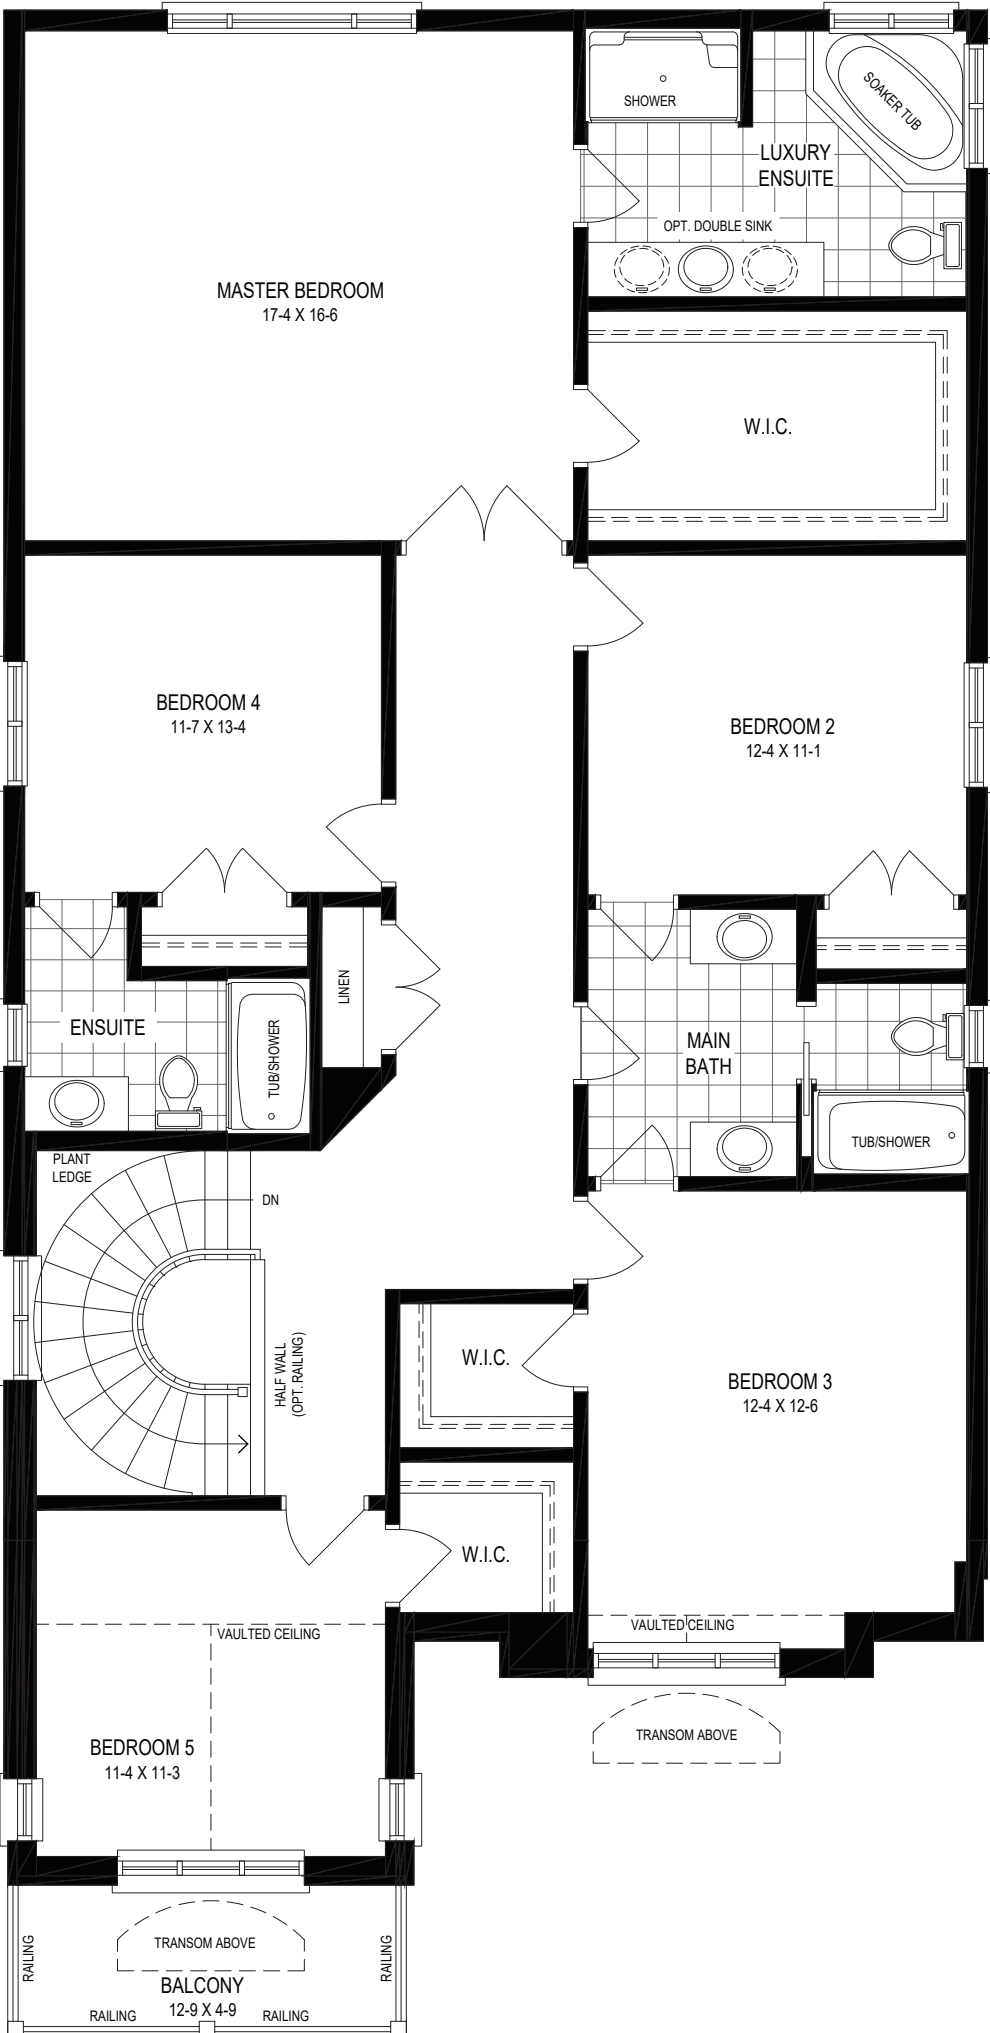 SHOWER
SOAKER TUB
LUXURY
ENSUITE
OPT. DOUBLE SINK
MASTER BEDROOM
17-4 X 16-6
W.I.C.
BEDROOM 4
11-7 X 13-4
BEDROOM 2
12-4 X 11-1
LINEN
ENSUITE
TUB/SHOWER
MAIN
BATH
TUB/SHOWER
PLANT
LEDGE
DN
HALF WALL
(OPT. RAILING)
W.I.C.
BEDROOM 3
12-4 X 12-6
W.I.C.
VAULTED CEILING
VAULTED CEILING
TRANSOM ABOVE
BEDROOM 5
11-4 X 11-3
TRANSOM ABOVE
RAILING
RAILING
BALCONY
12-9 X 4-9
RAILING
RAILING